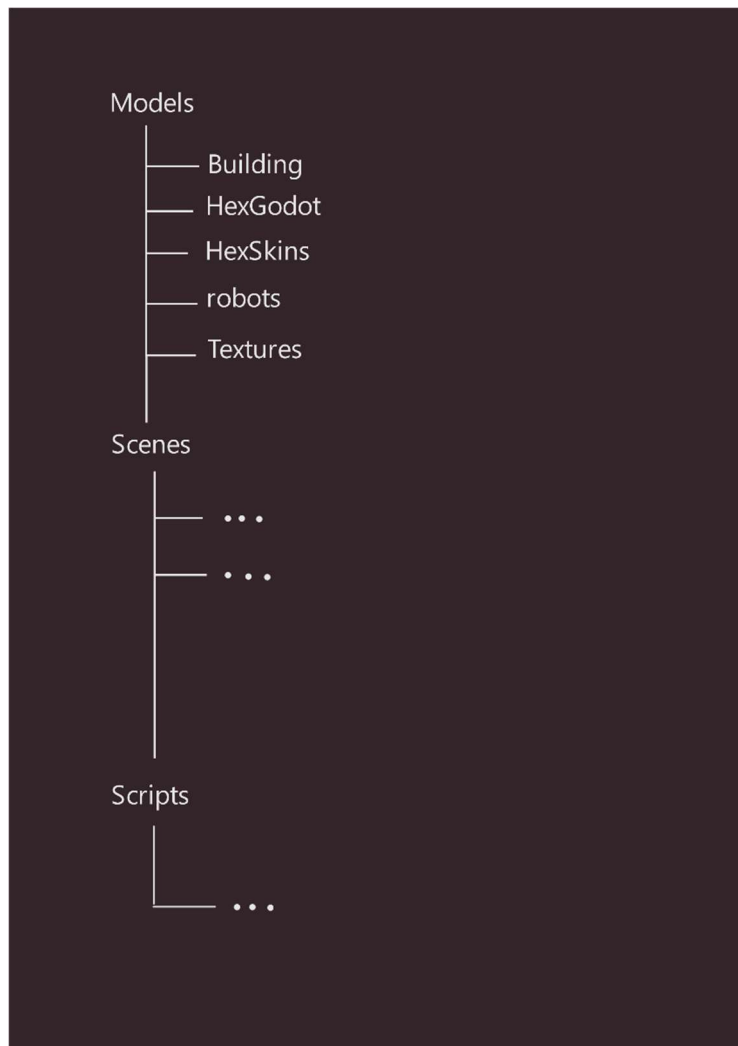 Models
Building
HexGodot
HexSkins
robots
Textures
Scenes
...
...
Scripts
...